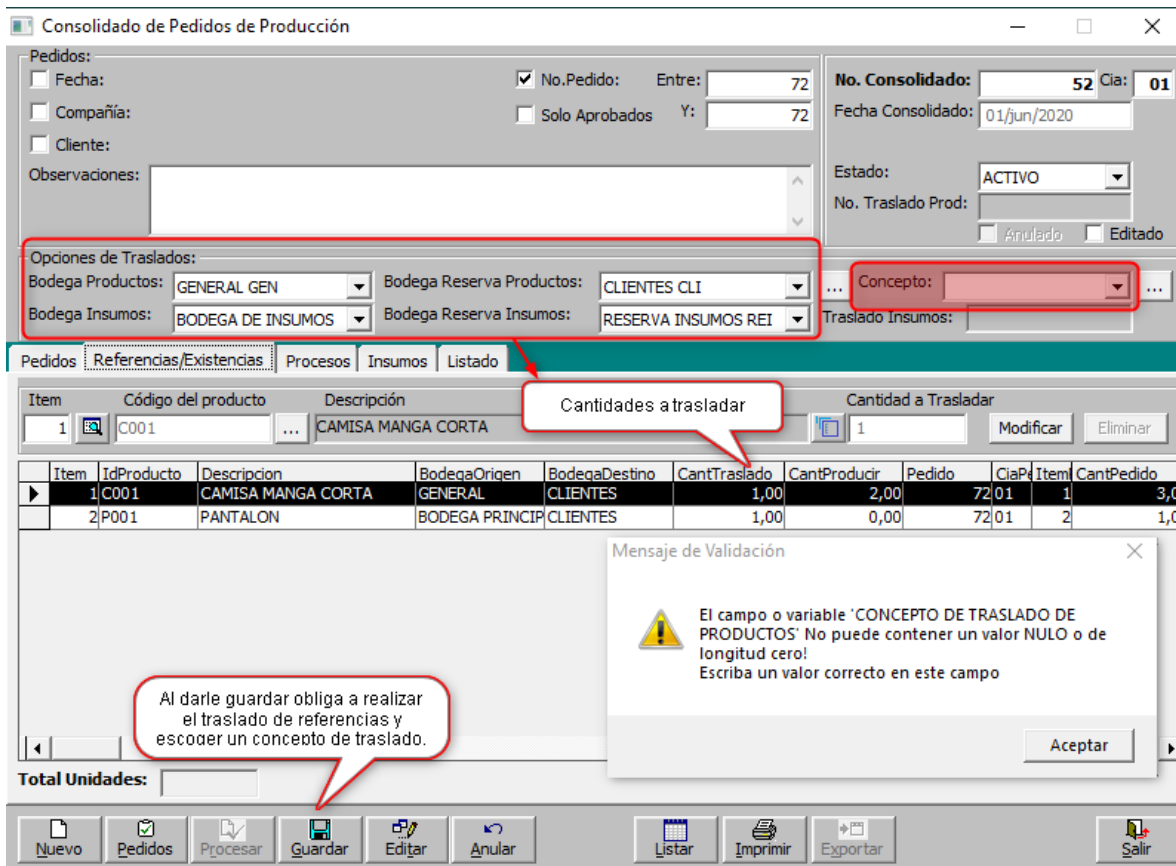 Consolidado de Pedidos de Producción
Pedidos:
Fecha:
No.Pedido: Entre: 72
No. Consolidado: 52 Cia: 01
Compañía:
Solo Aprobados Y: 72
Fecha Consolidado: 01/jun/2020
Cliente:
Observaciones:
Estado: ACTIVO
No. Traslado Prod:
Anulado Editado
Opciones de Traslados:
Bodega Productos: GENERAL GEN Bodega Reserva Productos: CLIENTES CLI ... Concepto: ...
Bodega Insumos: BODEGA DE INSUMOS Bodega Reserva Insumos: RESERVA INSUMOS REI Traslado Insumos:
Pedidos Referencias/Existencias Procesos Insumos Listado
Cantidades a trasladar
Item Código del producto Descripción Cantidad a Trasladar
1 C001 ... CAMISA MANGA CORTA 1 Modificar Eliminar
Item IdProducto Descripcion BodegaOrigen BodegaDestino CantTraslado CantProducir Pedido CiaPe ItemI CantPedido
1 C001 CAMISA MANGA CORTA GENERAL CLIENTES 1,00 2,00 72 01 1 3,0
2 P001 PANTALON BODEGA PRINCIP CLIENTES 1,00 0,00 72 01 2 1,0
Mensaje de Validación
El campo o variable 'CONCEPTO DE TRASLADO DE
PRODUCTOS' No puede contener un valor NULO o de
longitud cero!
Escriba un valor correcto en este campo
Aceptar
Al darle guardar obliga a realizar
el traslado de referencias y
escoger un concepto de traslado.
Total Unidades:
Nuevo Pedidos Procesar Guardar Editar Anular Listar Imprimir Exportar Salir